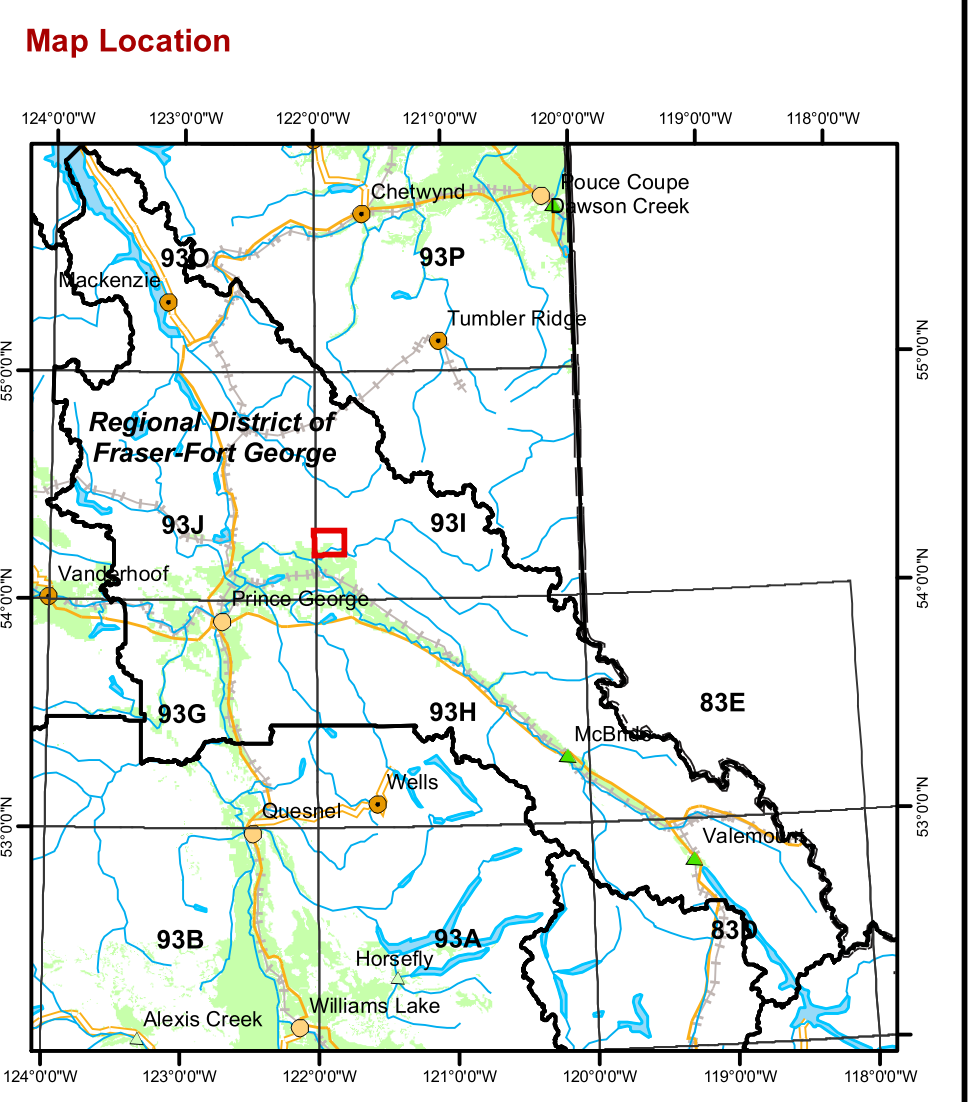 Map Location
124°0'0"W 123°0'0"W 122°0'0"W 121°0'0"W 120°0'0"W 119°0'0"W 118°0'0"W
Pouce Coupe
Chetwynd
Dawson Creek
93O
93P
Mackenzie
Tumbler Ridge
55°0'0"N
55°0'0"N
Regional District of
Fraser-Fort George
93J
93I
Vanderhoof
54°0'0"N
54°0'0"N
Prince George
83E
93G
93H
McBride
Wells
Quesnel
53°0'0"N
53°0'0"N
Valemount
83D
93B
93A
Horsefly
Williams Lake
Alexis Creek
124°0'0"W 123°0'0"W 122°0'0"W 121°0'0"W 120°0'0"W 119°0'0"W 118°0'0"W